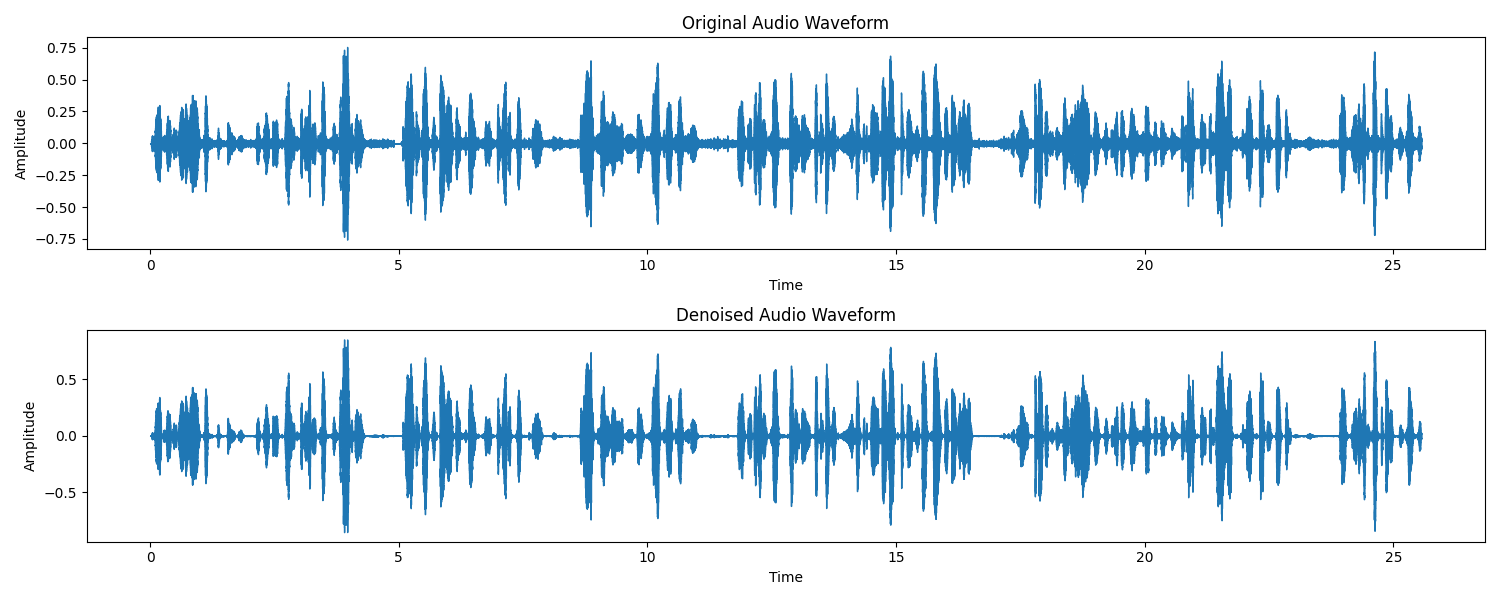 Original Audio Waveform
0.75
0.50
0.25
0.00
−0.25
−0.50
−0.75
Amplitude
0 5 10 15 20 25
Time
Denoised Audio Waveform
0.5
0.0
−0.5
Amplitude
0 5 10 15 20 25
Time